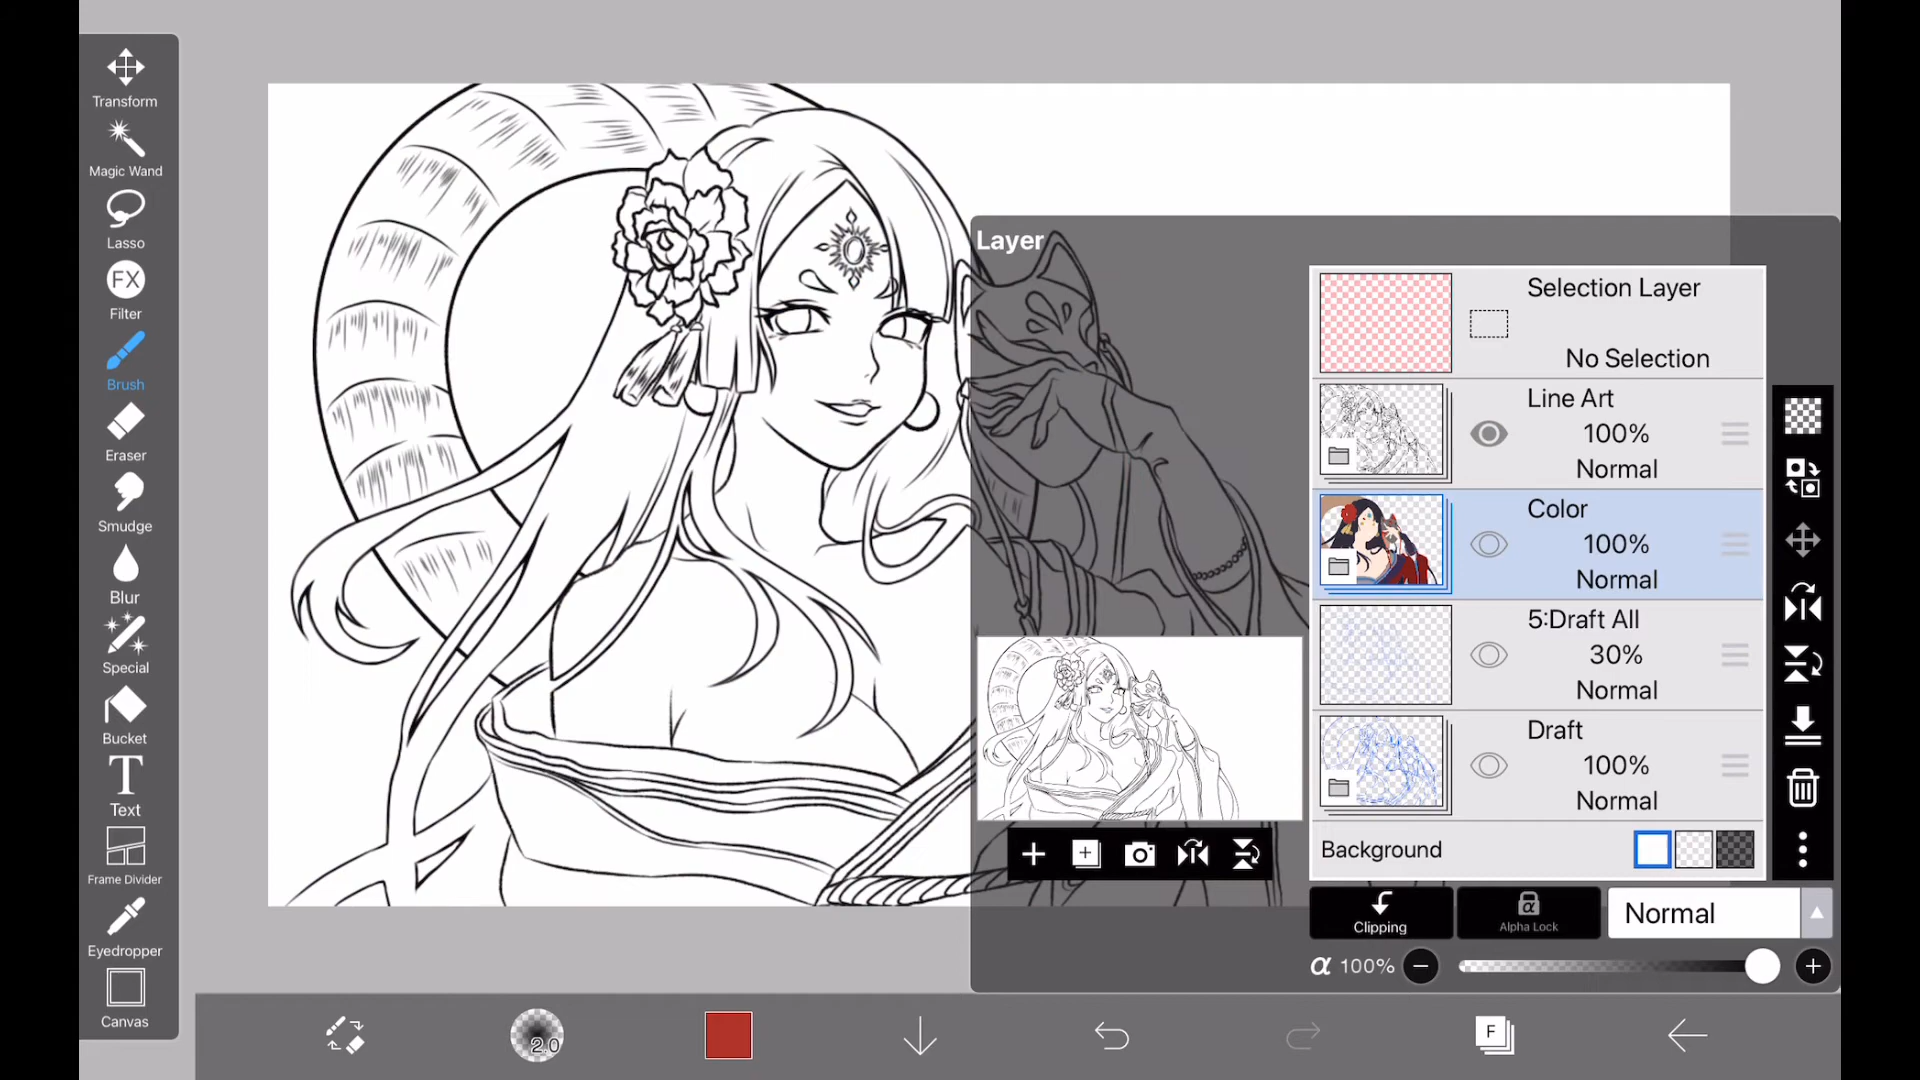 Transform
Magic Wand
Lasso
FX
Filter
Brush
Eraser
Smudge
Blur
Special
Bucket
T
Text
Frame Divider
Eyedropper
Canvas
Layer
Selection Layer
No Selection
Line Art
100%
Normal
Color
100%
Normal
5:Draft All
30%
Normal
Draft
100%
Normal
Background
Clipping
α
Alpha Lock
Normal
α 100%
2.0
F